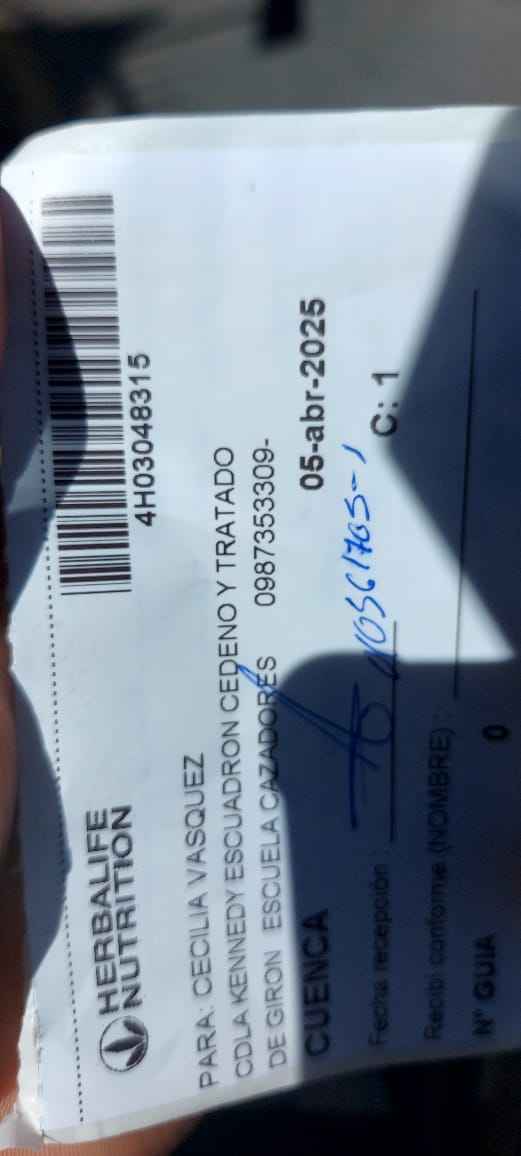 HERBALIFE
NUTRITION
4H03048315
PARA: CECILIA VASQUEZ
CDLA KENNEDY ESCUADRON CEDENO Y TRATADO
DE GIRON ESCUELA CAZADORES 0987353309-
CUENCA 05-abr-2025
Fecha recepción :
C: 1
Recibi conforme (NOMBRE) :
N° GUIA 0